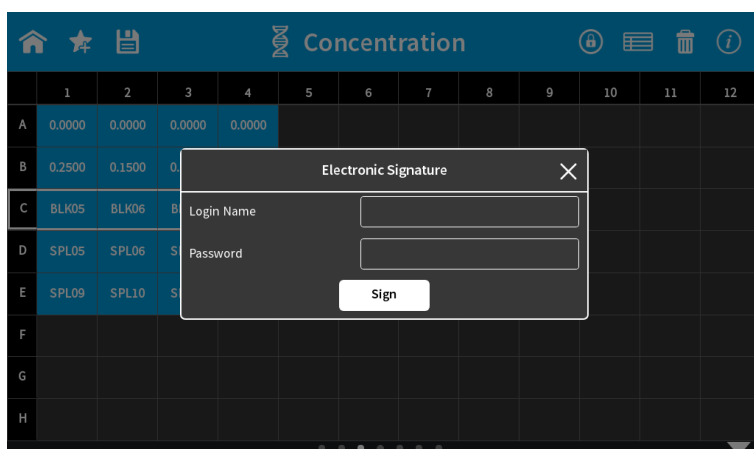 Concentration
1 2 3 4 5 6 7 8 9 10 11 12
A 0.0000 0.0000 0.0000 0.0000
Electronic Signature
B 0.2500 0.1500 0.
C BLK05 BLK06 B
Login Name
D SPL05 SPL06 S
Password
E SPL09 SPL10 S
Sign
F
G
H